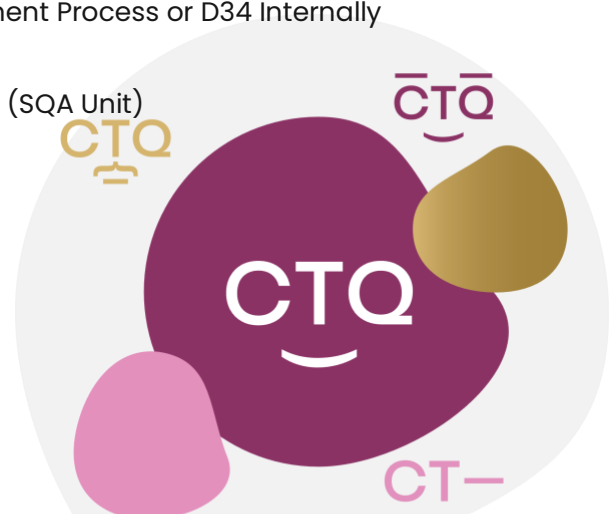 ment Process or D34 Internally
(SQA Unit)
CTQ
CTQ
CTQ
CT—